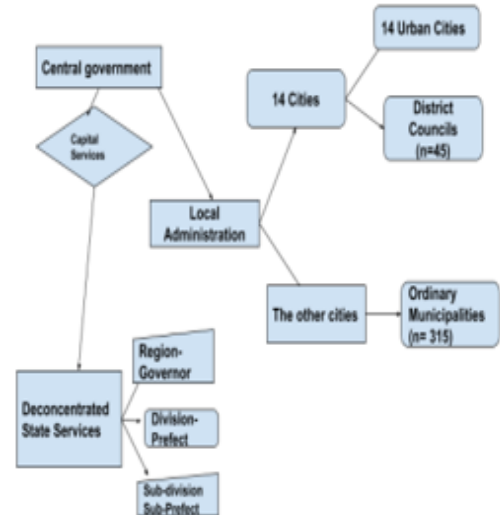 14 Urban Cities
Central government
14 Cities
District
Councils
(n=45)
Capital
Services
Local
Administration
The other cities
Ordinary
Municipalities
(n= 315)
Region-
Governor
Deconcentrated
State Services
Division-
Prefect
Sub-division
Sub-Prefect